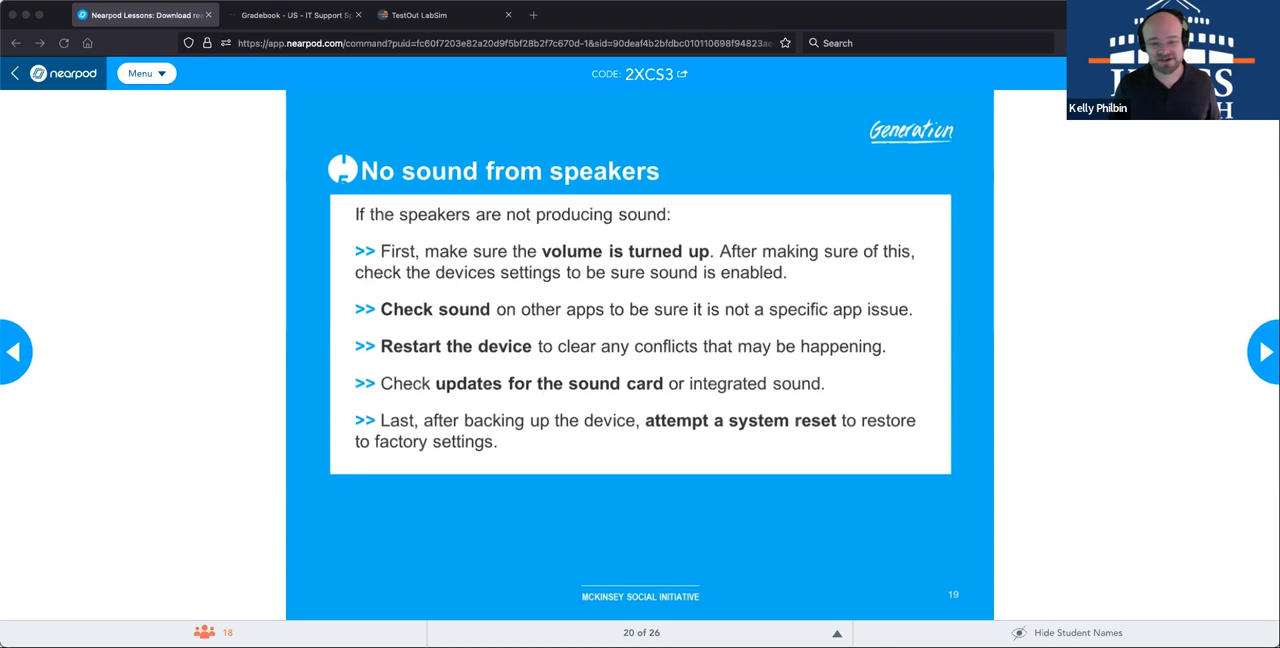 Nearpod Lessons: Download rea
Gradebook - US - IT Support Sp
TestOut LabSim
https://app.nearpod.com/command?puid=fc60f7203e82a20d9f5bf28b2f7c670d-1&sid=90deaf4b2bfdbc010110698f94823ae
Search
nearpod
Menu
CODE: 2XCS3
Kelly Philbin
Generation
No sound from speakers
If the speakers are not producing sound:
>> First, make sure the volume is turned up. After making sure of this,
check the devices settings to be sure sound is enabled.
>> Check sound on other apps to be sure it is not a specific app issue.
>> Restart the device to clear any conflicts that may be happening.
>> Check updates for the sound card or integrated sound.
>> Last, after backing up the device, attempt a system reset to restore
to factory settings.
MCKINSEY SOCIAL INITIATIVE
19
18
20 of 26
Hide Student Names